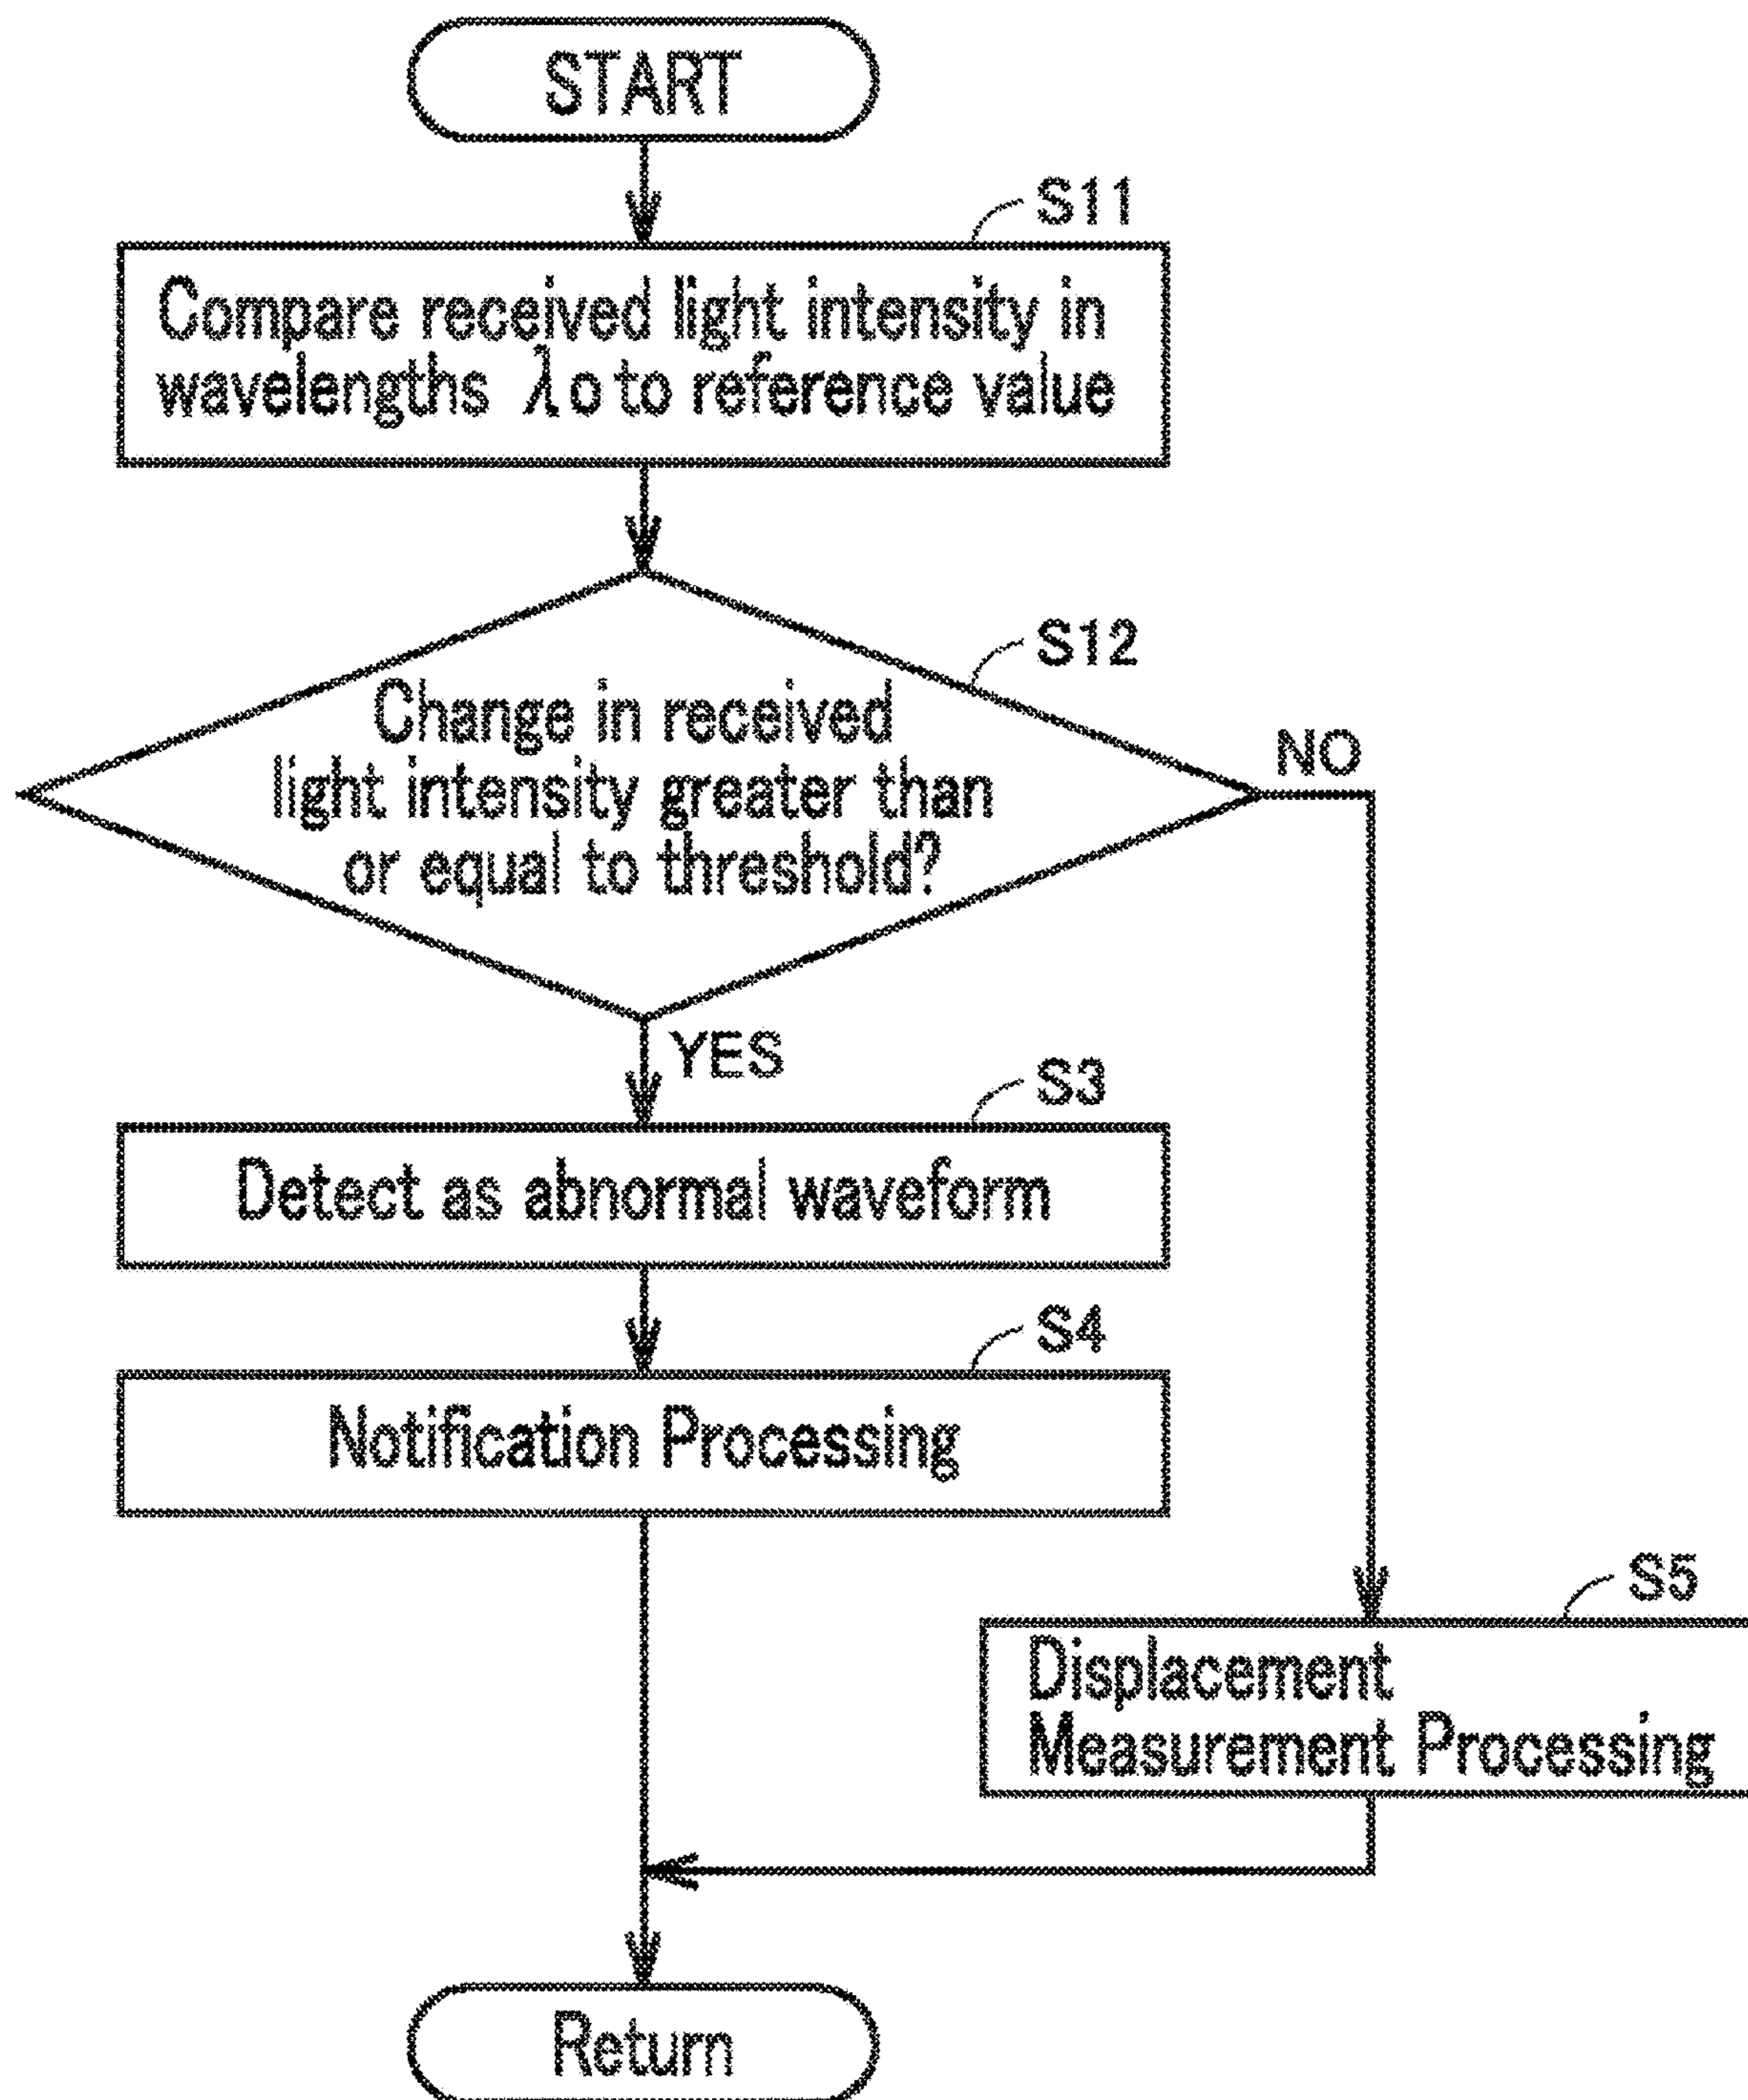 START
S11
Compare received light intensity in
wavelengths λo to reference value
S12
Change in received
light intensity greater than
or equal to threshold?
NO
YES
S3
Detect as abnormal waveform
S4
Notification Processing
S5
Displacement
Measurement Processing
Return